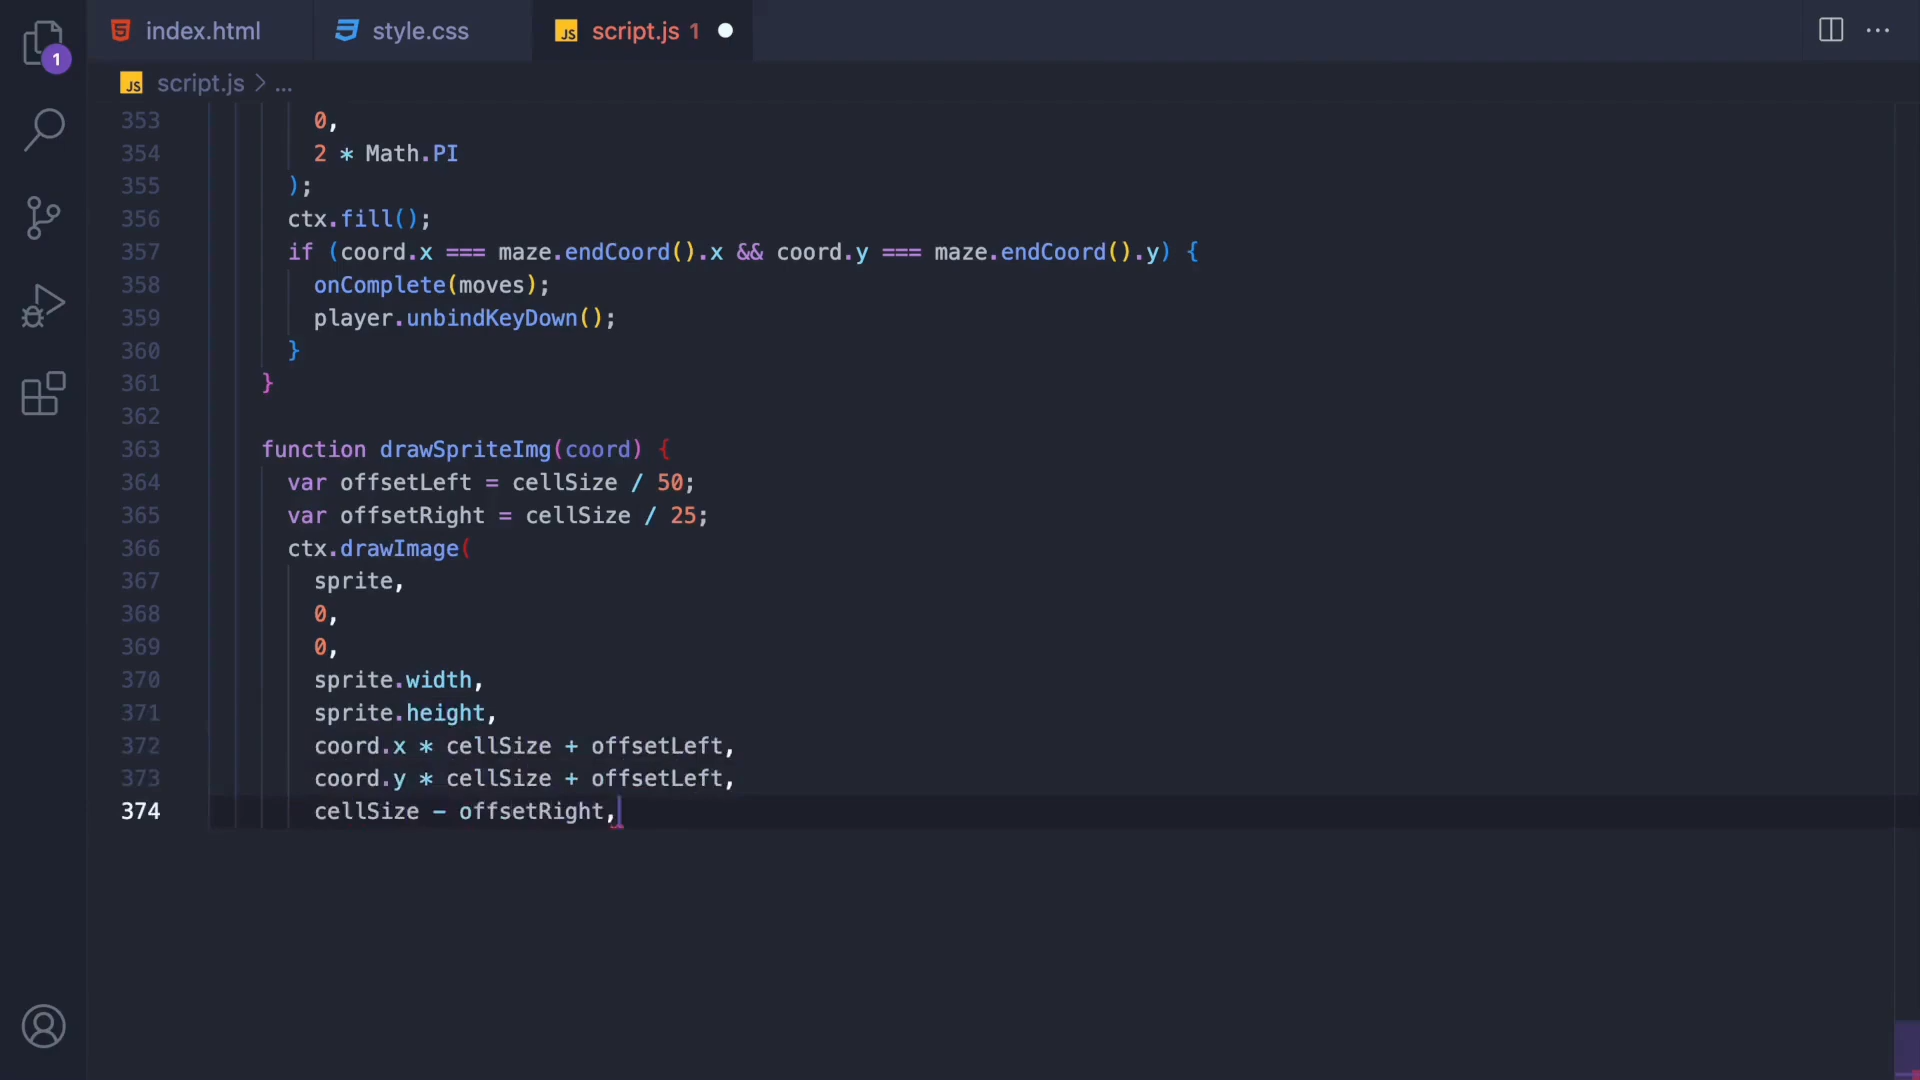 index.html
style.css
JS script.js 1
JS script.js > ...
1
353 0,
354 2 * Math.PI
355 );
356 ctx.fill();
357 if (coord.x === maze.endCoord().x && coord.y === maze.endCoord().y) {
358 onComplete(moves);
359 player.unbindKeyDown();
360 }
361 }
362
363 function drawSpriteImg(coord) {
364 var offsetLeft = cellSize / 50;
365 var offsetRight = cellSize / 25;
366 ctx.drawImage(
367 sprite,
368 0,
369 0,
370 sprite.width,
371 sprite.height,
372 coord.x * cellSize + offsetLeft,
373 coord.y * cellSize + offsetLeft,
374 cellSize - offsetRight,